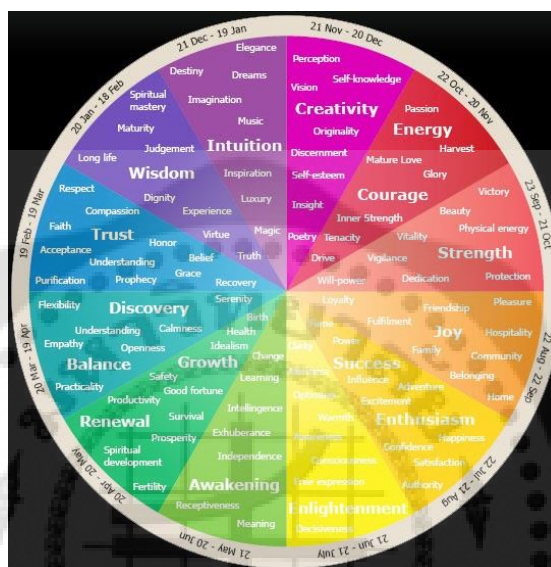 21 Dec - 19 Jan
Elegance
Destiny
Dreams
Imagination
Music
Intuition
Inspiration
Luxury
Magic
21 Nov - 20 Dec
Perception
Self-knowledge
Vision
Creativity
Originality
Discernment
Self-esteem
Insight
Poetry
22 Oct - 20 Nov
Passion
Energy
Harvest
Mature Love
Glory
Courage
Inner Strength
Tenacity
Drive
23 Sep - 21 Oct
Victory
Beauty
Physical energy
Vitality
Strength
Vigilance
Protection
Dedication
Will-power
22 Aug - 22 Sep
Loyalty
Pleasure
Friendship
Fulfilment
Joy
Hospitality
Family
Community
Belonging
Home
22 Jul - 21 Aug
Power
Success
Influence
Adventure
Excitement
Enthusiasm
Happiness
Confidence
Satisfaction
Authority
21 Jun - 21 July
Clarity
Optimism
Warmth
Awareness
Consciousness
Free expression
Enlightenment
Decisiveness
21 May - 20 Jun
Change
Learning
Intellingence
Exhuberance
Independence
Awakening
Receptiveness
Meaning
20 Apr - 20 May
Birth
Health
Idealism
Growth
Safety
Good fortune
Productivity
Survival
Renewal
Prosperity
Spiritual
development
Fertility
20 Mar - 19 Apr
Serenity
Flexibility
Discovery
Understanding
Calmness
Empathy
Openness
Balance
Practicality
19 Feb - 19 Mar
Respect
Compassion
Faith
Trust
Honor
Acceptance
Understanding
Belief
Grace
Purification
Prophecy
Recovery
20 Jan - 18 Feb
Spiritual
mastery
Maturity
Judgement
Long life
Wisdom
Dignity
Experience
Virtue
Truth